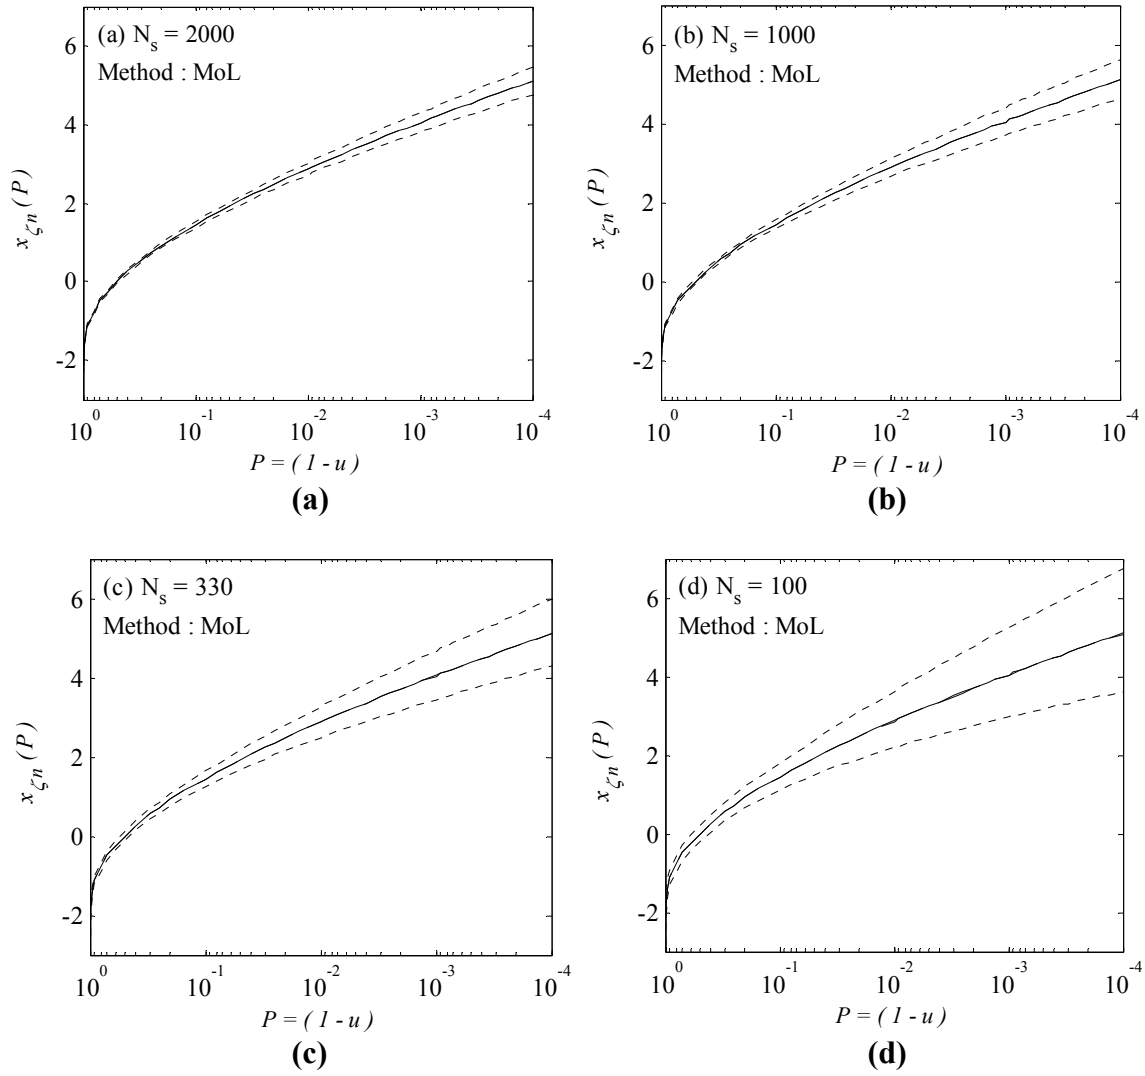 (a) N_s = 2000
Method : MoL
6
4
2
0
-2
x_ζn (P)
10^0 10^-1 10^-2 10^-3 10^-4
P = ( 1 - u )
(a)
(b) N_s = 1000
Method : MoL
6
4
2
0
-2
x_ζn (P)
10^0 10^-1 10^-2 10^-3 10^-4
P = ( 1 - u )
(b)
(c) N_s = 330
Method : MoL
6
4
2
0
-2
x_ζn (P)
10^0 10^-1 10^-2 10^-3 10^-4
P = ( 1 - u )
(c)
(d) N_s = 100
Method : MoL
6
4
2
0
-2
x_ζn (P)
10^0 10^-1 10^-2 10^-3 10^-4
P = ( 1 - u )
(d)